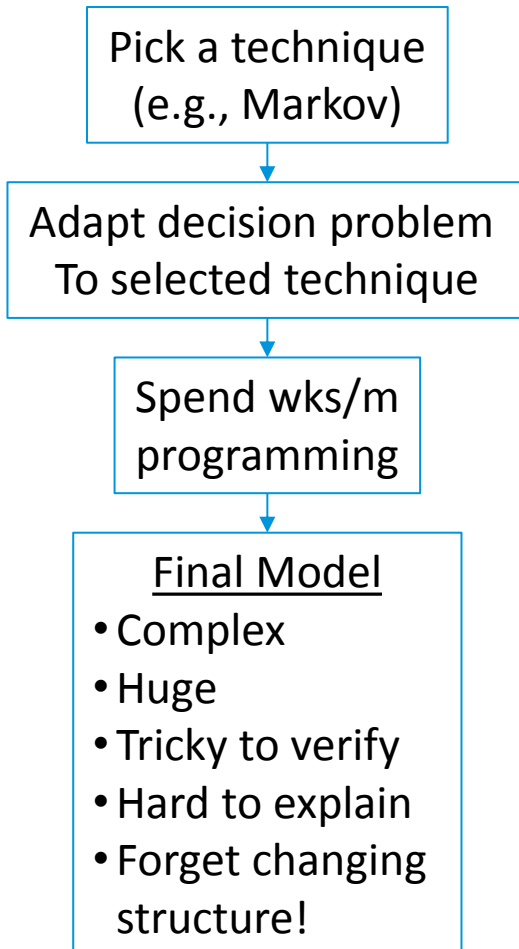 Pick a technique
(e.g., Markov)
Adapt decision problem
To selected technique
Spend wks/m
programming
Final Model
• Complex
• Huge
• Tricky to verify
• Hard to explain
• Forget changing
structure!